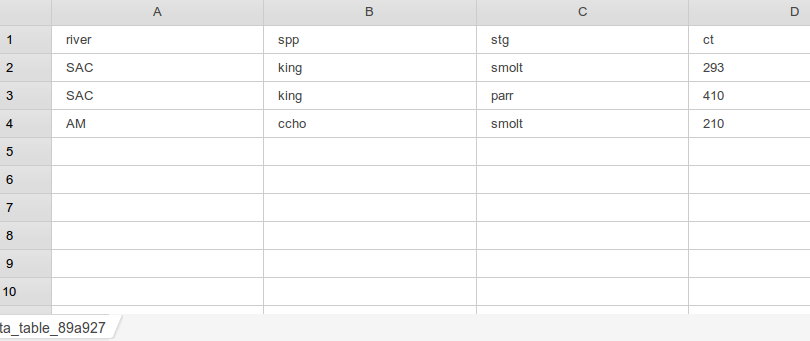 A B C D
1 river spp stg ct
2 SAC king smolt 293
3 SAC king parr 410
4 AM ccho smolt 210
5
6
7
8
9
10
ta_table_89a927